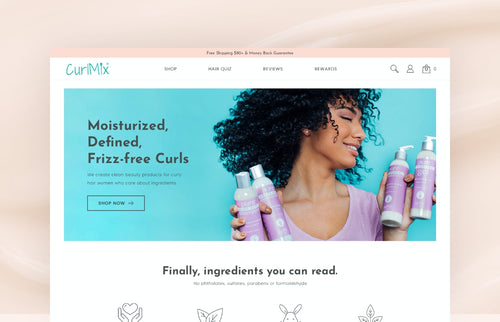 Free Shipping $80+ & Money Back Guarantee
CurlMix
SHOP
HAIR QUIZ
REVIEWS
REWARDS
0
0
Moisturized,
Defined,
Frizz-free Curls
We create clean beauty products for curly
hair women who care about ingredients.
SHOP NOW
Finally, ingredients you can read.
No phthalates, sulfates, parabens or formaldehyde